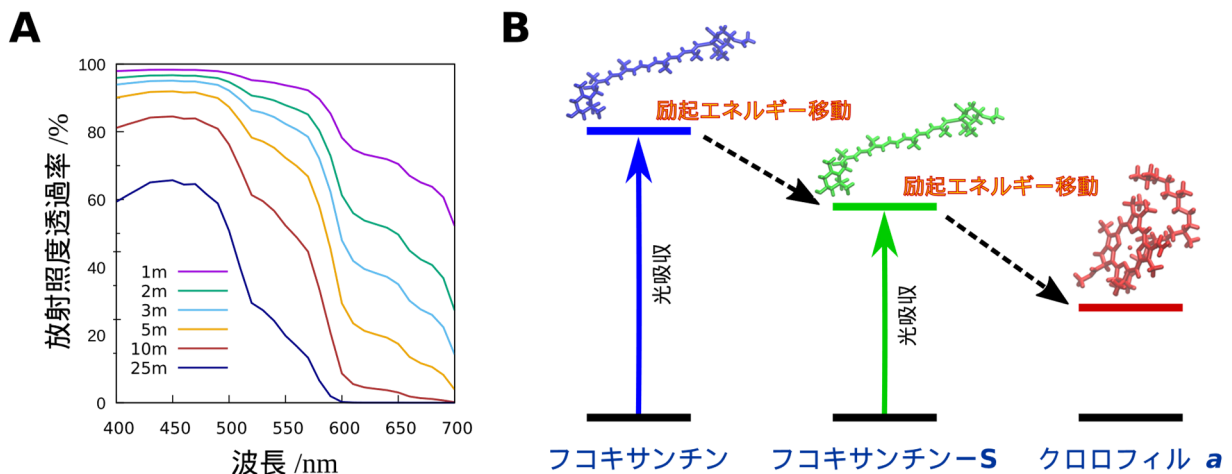 A
放射照度透過率 /%
100
80
60
40
20
0
1m
2m
3m
5m
10m
25m
400
450
500
550
600
650
700
波長 /nm
B
励起エネルギー移動
励起エネルギー移動
光吸収
光吸収
フコキサンチン
フコキサンチンーS
クロロフィル a